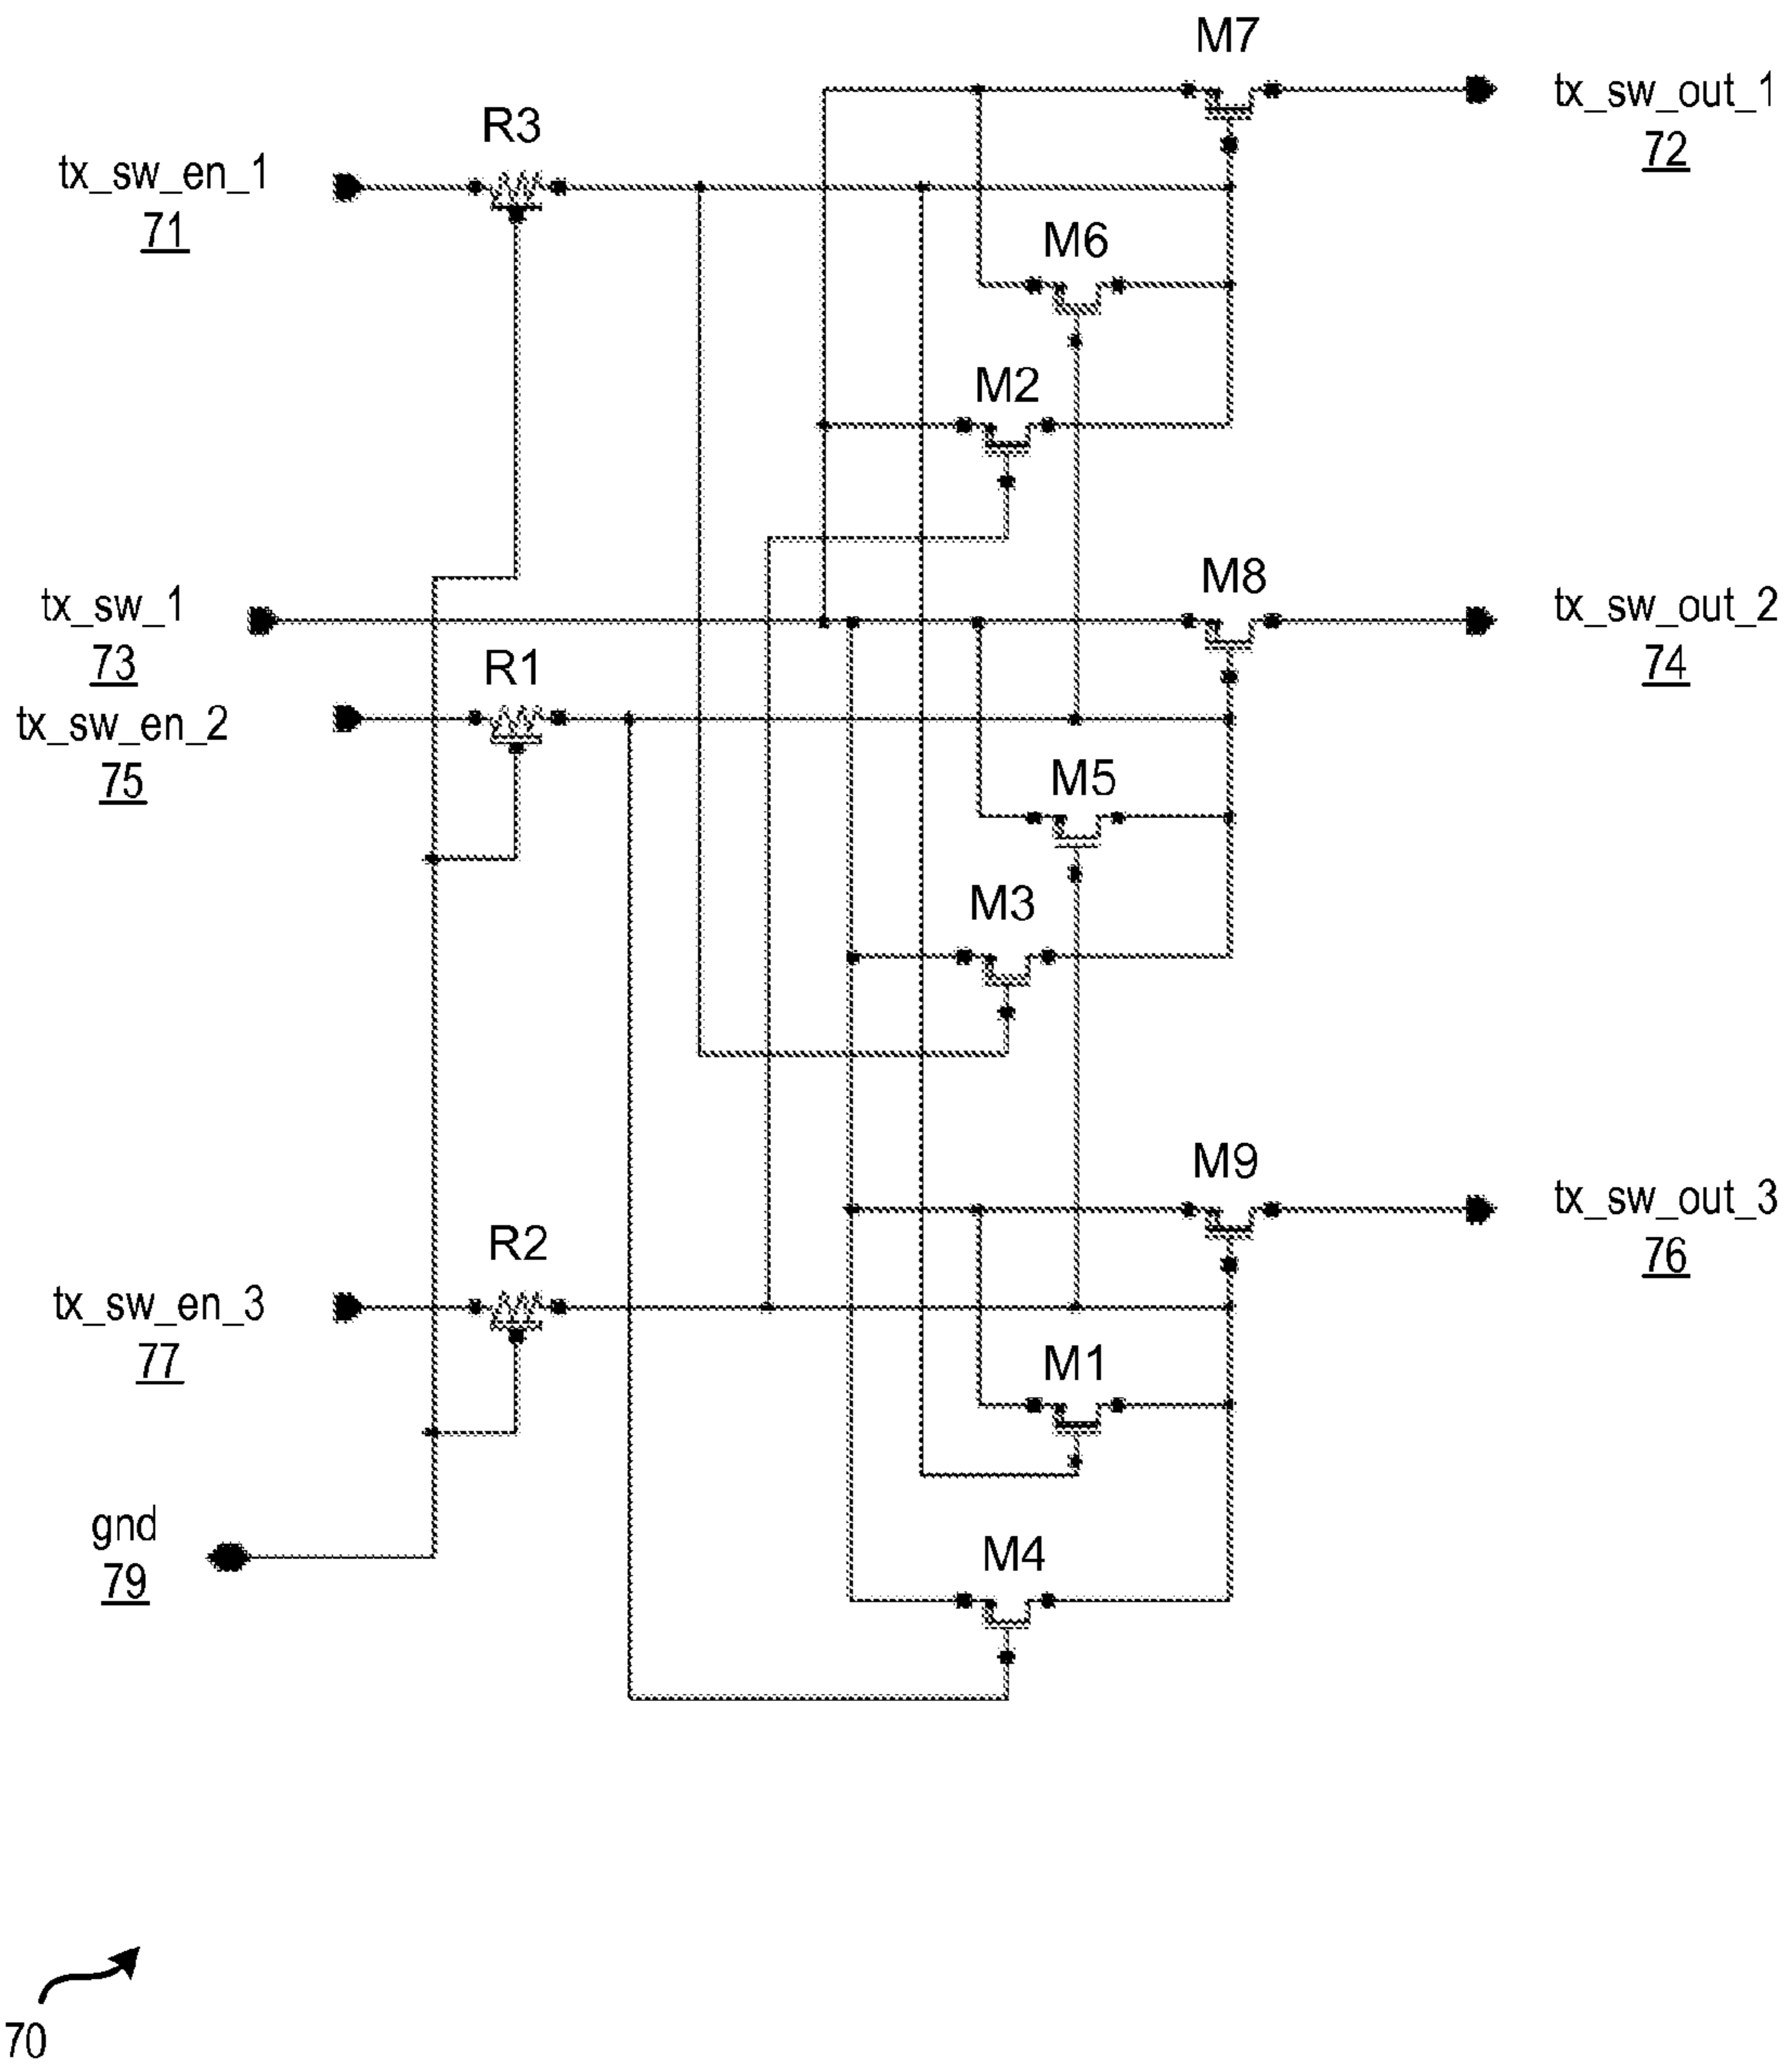 M7
tx_sw_out_1
72
R3
tx_sw_en_1
71
M6
M2
M8
tx_sw_1
73
tx_sw_out_2
74
R1
tx_sw_en_2
75
M5
M3
M9
tx_sw_out_3
76
R2
tx_sw_en_3
77
M1
gnd
79
M4
70